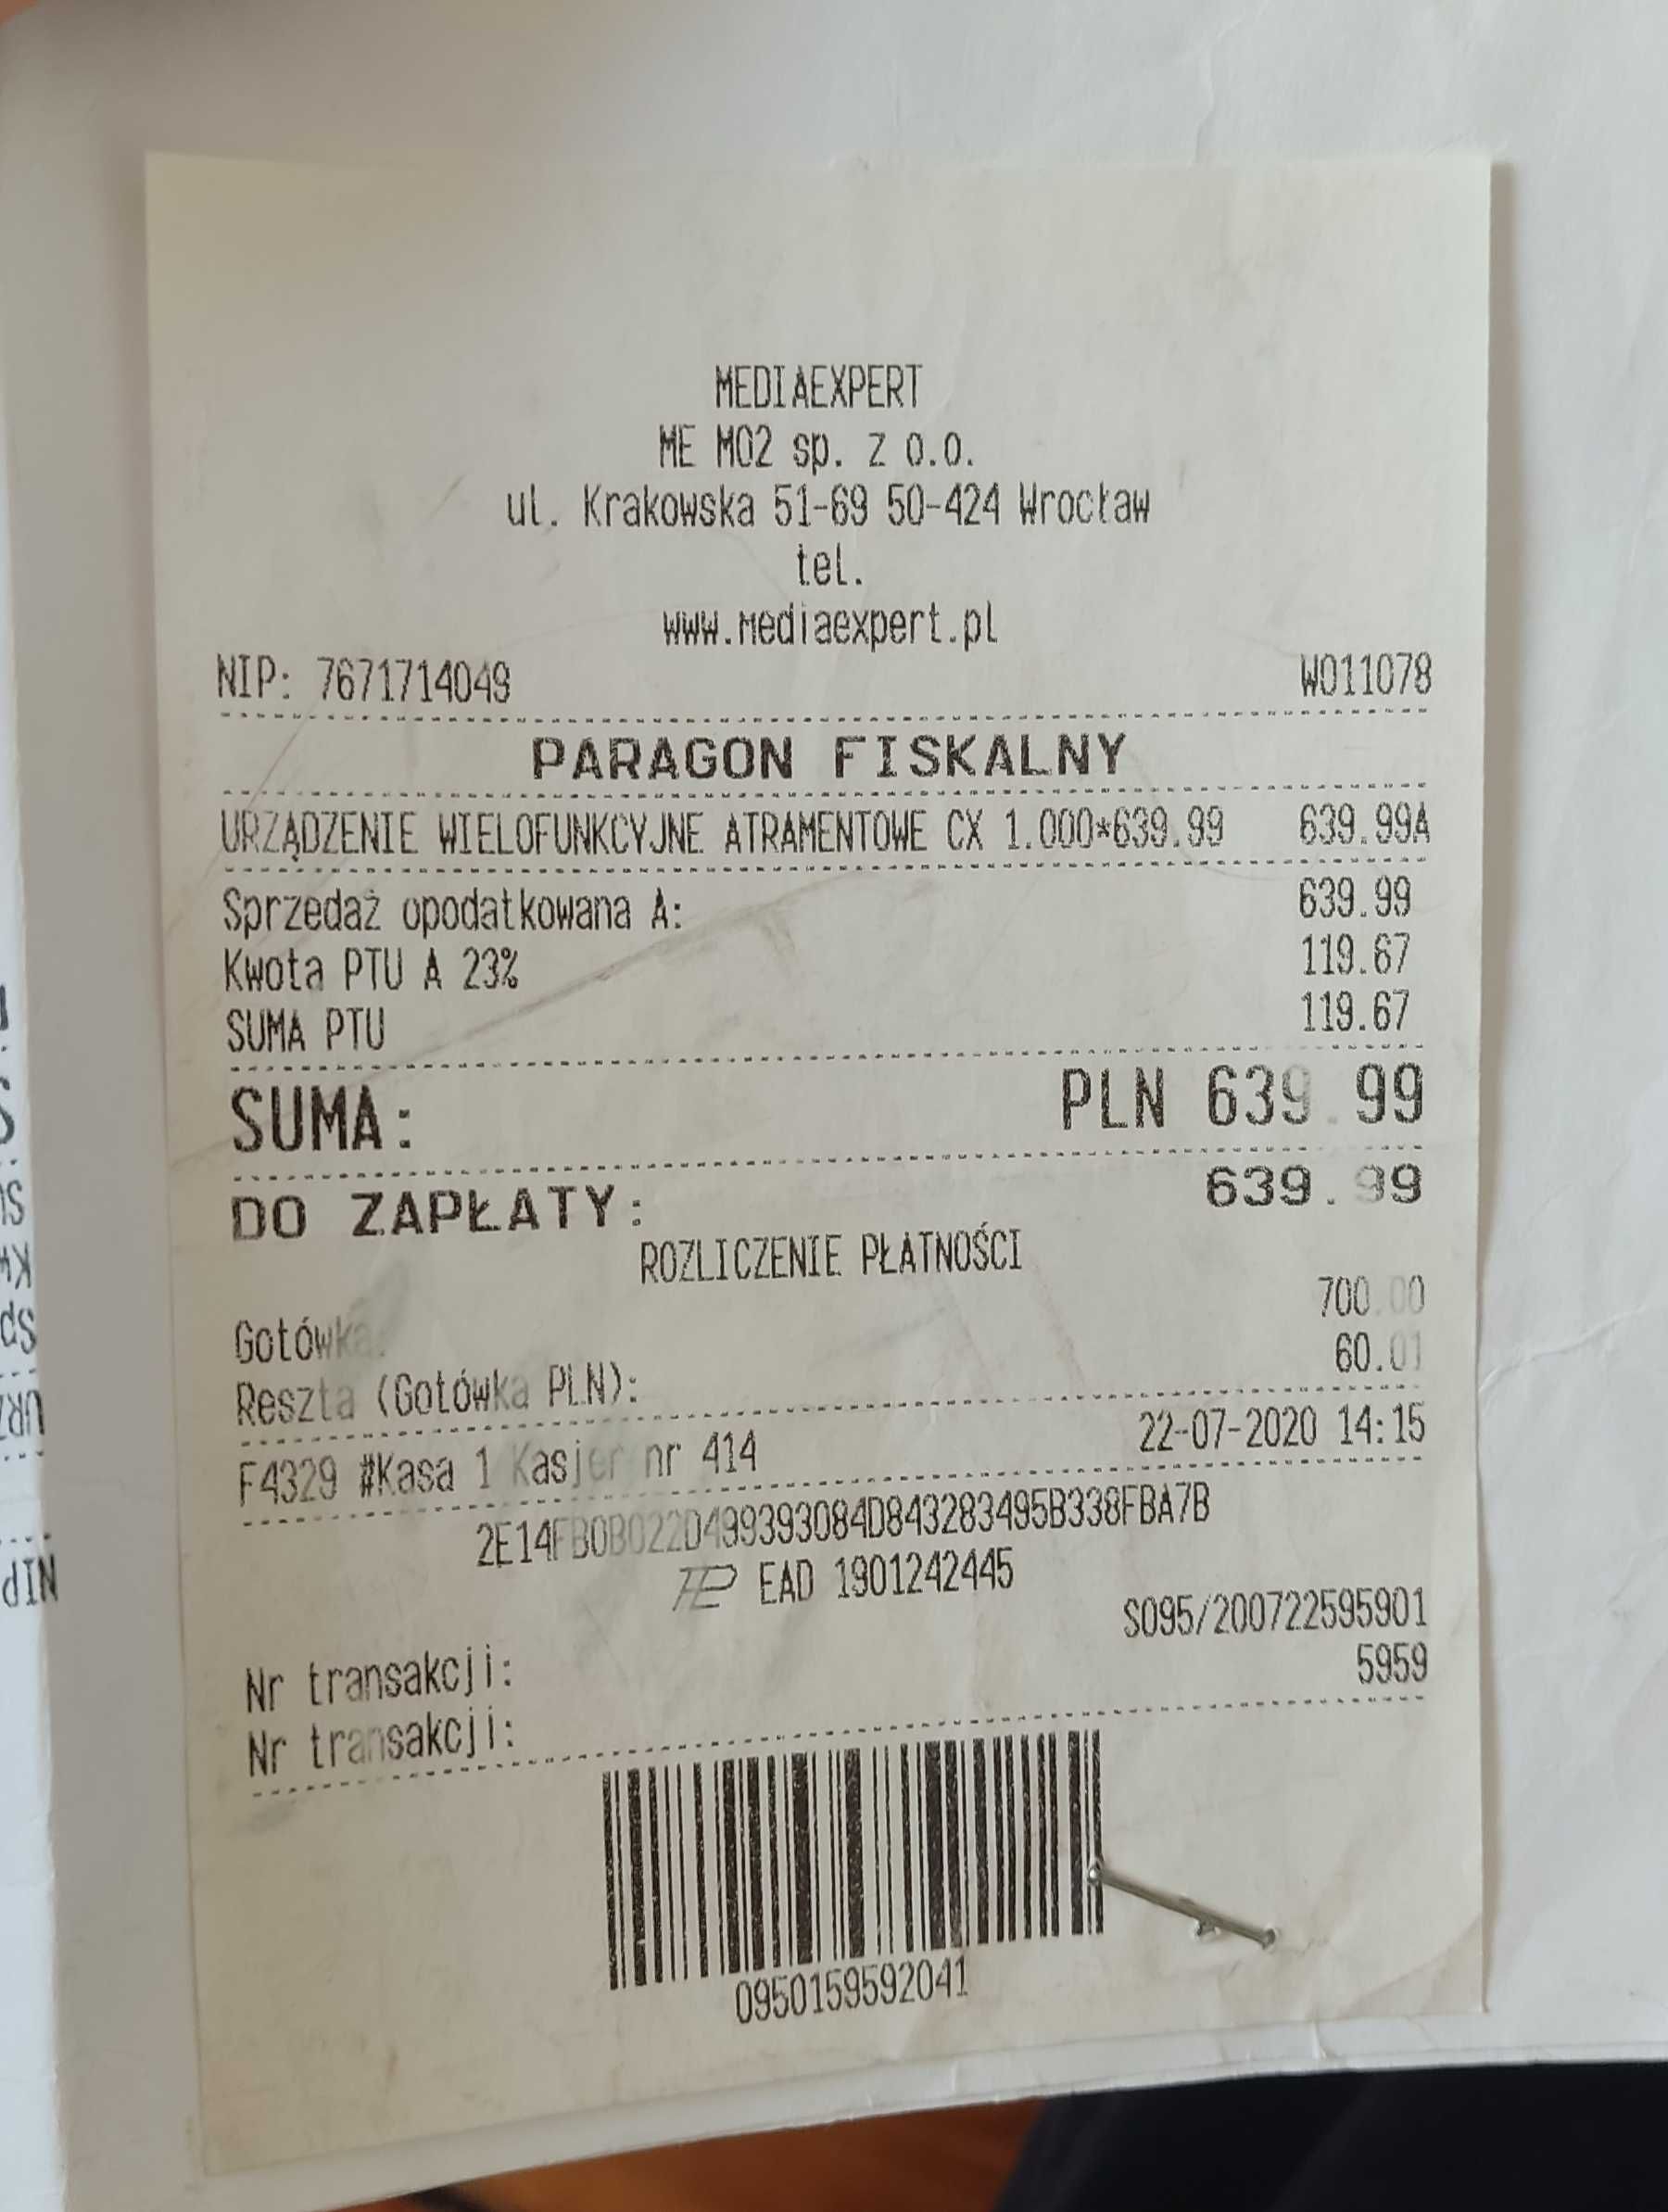 MEDIAEXPERT
ME MO2 sp. z o.o.
ul. Krakowska 51-69 50-424 Wrocław
tel.
www.mediaexpert.pl
NIP: 7671714049 WO11078
PARAGON FISKALNY
URZĄDZENIE WIELOFUNKCYJNE ATRAMENTOWE CX 1.000*639.99 639.99A
Sprzedaż opodatkowana A: 639.99
Kwota PTU A 23% 119.67
SUMA PTU 119.67
SUMA: PLN 639.99
DO ZAPŁATY: 639.99
ROZLICZENIE PŁATNOŚCI
Gotówka: 700.00
Reszta (Gotówka PLN): 60.01
F4329 #Kasa 1 Kasjer nr 414 22-07-2020 14:15
2E14FB0B022D499393084D843283495B338FBA7B
EAD 1901242445
Nr transakcji: S095/200722595901
Nr transakcji: 5959
0950159592041
NIP